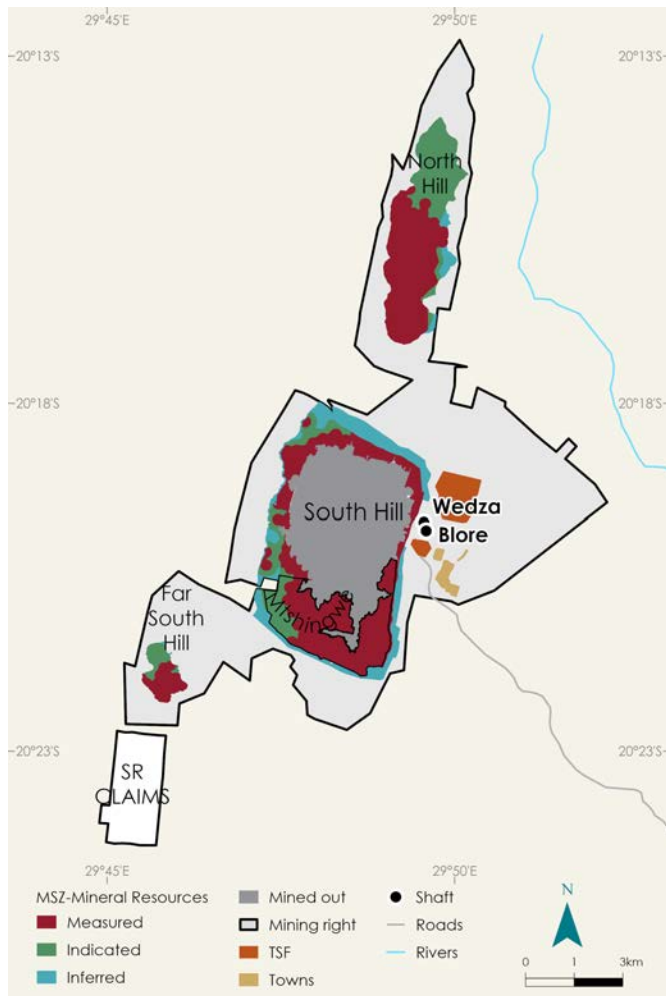 29°45'E
29°50'E
20°13'S
20°13'S
North
Hill
20°18'S
20°18'S
South Hill
Wedza
Blore
Mtshingwe
Far
South
Hill
20°23'S
20°23'S
SR
CLAIMS
29°45'E
29°50'E
MSZ-Mineral Resources
Measured
Indicated
Inferred
Mined out
Mining right
TSF
Towns
Shaft
Roads
Rivers
N
0 1 3km